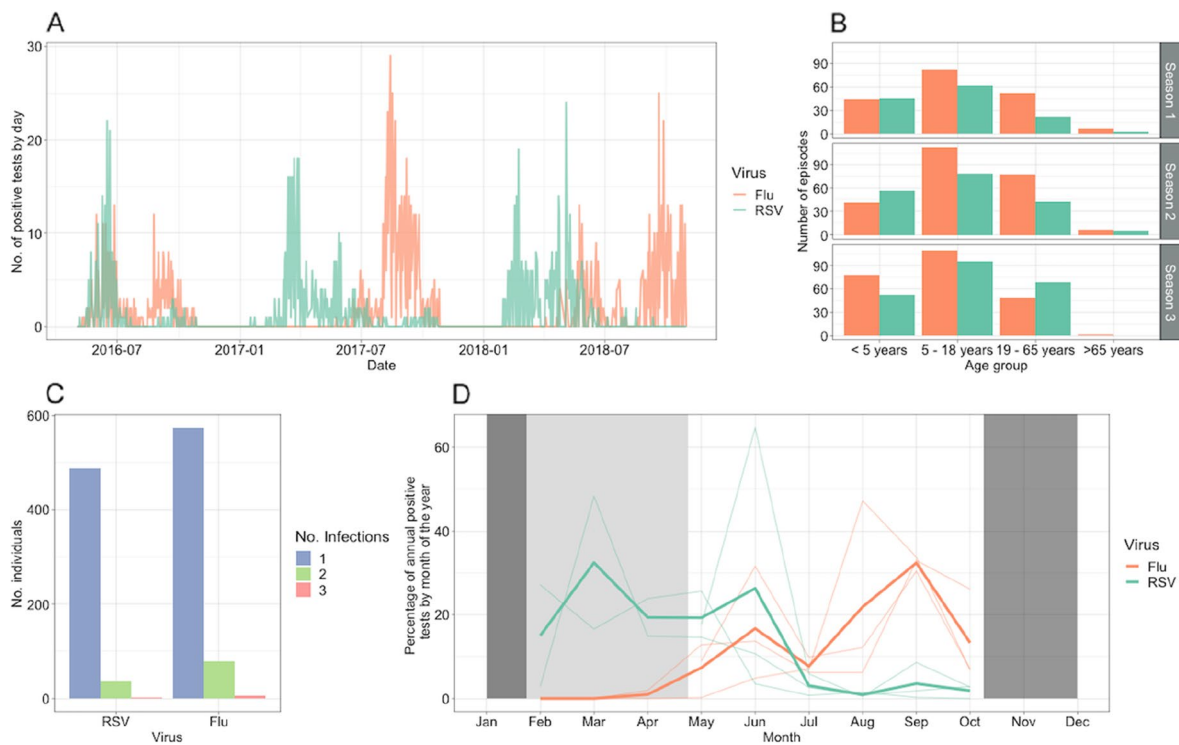 A
No. of positive tests by day
30
20
10
0
2016-07
2017-01
2017-07
2018-01
2018-07
Date
Virus
Flu
RSV
B
Number of episodes
90
60
30
0
Season 1
90
60
30
0
Season 2
90
60
30
0
Season 3
< 5 years
5 - 18 years
19 - 65 years
>65 years
Age group
C
No. individuals
600
400
200
0
RSV
Flu
Virus
No. Infections
1
2
3
D
Percentage of annual positive
tests by month of the year
60
40
20
0
Jan
Feb
Mar
Apr
May
Jun
Jul
Aug
Sep
Oct
Nov
Dec
Month
Virus
Flu
RSV